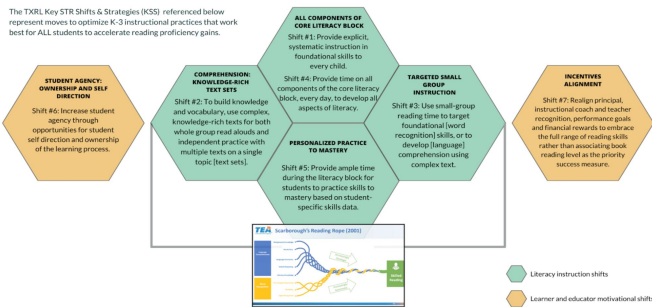 The TXRL Key STR Shifts & Strategies (KSS) referenced below
represent moves to optimize K-3 instructional practices that work
best for ALL students to accelerate reading proficiency gains.
ALL COMPONENTS OF
CORE LITERACY BLOCK
Shift #1: Provide explicit,
systematic instruction in
foundational skills to
every child.
Shift #4: Provide time on all
components of the core literacy
block, every day, to develop all
aspects of literacy.
STUDENT AGENCY:
OWNERSHIP AND SELF
DIRECTION
Shift #6: Increase student
agency through
opportunities for student
self direction and ownership
of the learning process.
COMPREHENSION:
KNOWLEDGE-RICH
TEXT SETS
Shift #2: To build knowledge
and vocabulary, use complex,
knowledge-rich texts for both
whole group read alouds and
independent practice with
multiple texts on a single
topic [text sets].
TARGETED SMALL
GROUP
INSTRUCTION
Shift #3: Use small-group
reading time to target
foundational [word
recognition] skills, or to
develop [language]
comprehension using
complex text.
INCENTIVES
ALIGNMENT
Shift #7: Realign principal,
instructional coach and teacher
recognition, performance goals
and financial rewards to embrace
the full range of reading skills
rather than associating book
reading level as the priority
success measure.
PERSONALIZED PRACTICE
TO MASTERY
Shift #5: Provide ample time
during the literacy block for
students to practice skills to
mastery based on student-
specific skills data.
TEA
Scarborough's Reading Rope (2001)
Skilled
Reading
Literacy instruction shifts
Learner and educator motivational shifts